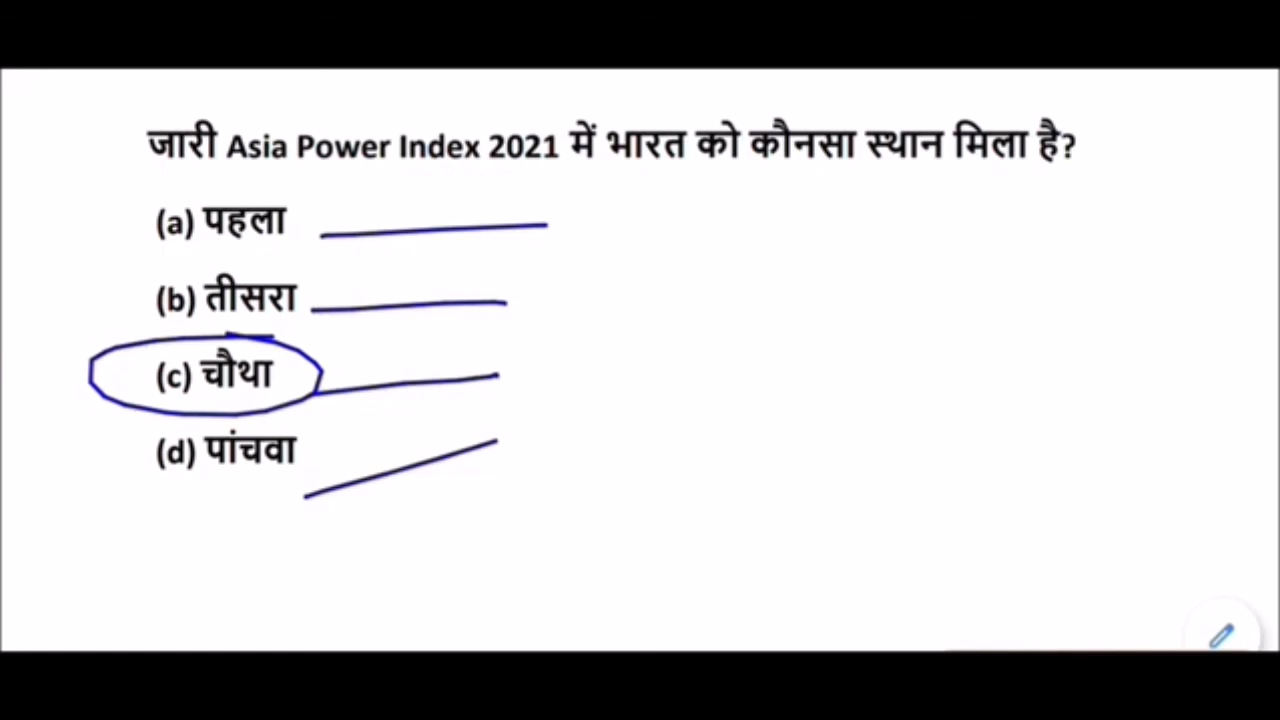 जारी Asia Power Index 2021 में भारत को कौनसा स्थान मिला है?
(a) पहला
(b) तीसरा
(c) चौथा
(d) पांचवा